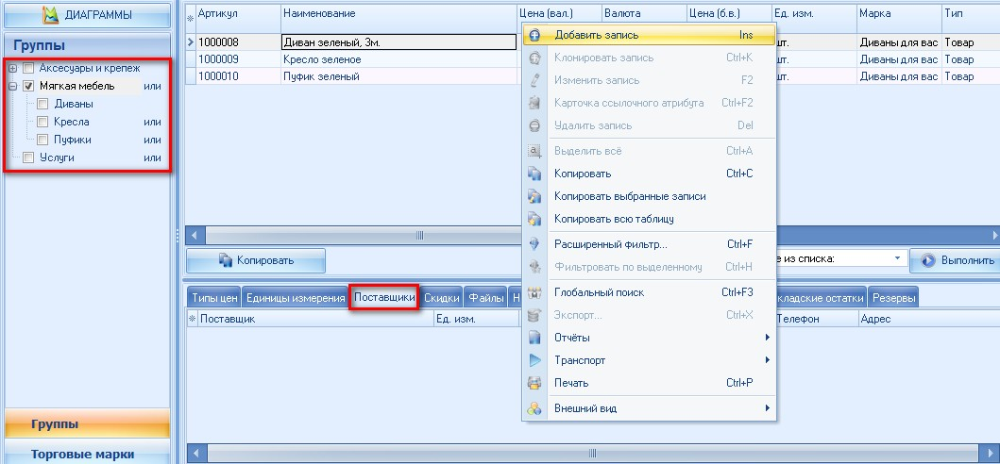 ДИАГРАММЫ
Группы
Аксесуары и крепеж
Мягкая мебель или
Диваны
Кресла или
Пуфики или
Услуги или
Группы
Торговые марки
Артикул Наименование Цена (вал.) Валюта Цена (б.в.) Ед. изм. Марка Тип
1000008 Диван зеленый, 3м. шт. Диваны для вас Товар
1000009 Кресло зеленое шт. Диваны для вас Товар
1000010 Пуфик зеленый шт. Диваны для вас Товар
Добавить запись Ins
Клонировать запись Ctrl+K
Изменить запись F2
Карточка ссылочного атрибута Ctrl+F2
Удалить запись Del
Выделить всё Ctrl+A
Копировать Ctrl+C
Копировать выбранные записи
Копировать всю таблицу
Расширенный фильтр... Ctrl+F
Фильтровать по выделенному Ctrl+H
Глобальный поиск Ctrl+F3
Экспорт... Ctrl+X
Отчёты
Транспорт
Печать Ctrl+P
Внешний вид
Копировать е из списка: Выполнить
Типы цен Единицы измерения Поставщики Скидки Файлы Н кладские остатки Резервы
Поставщик Ед. изм. Телефон Адрес